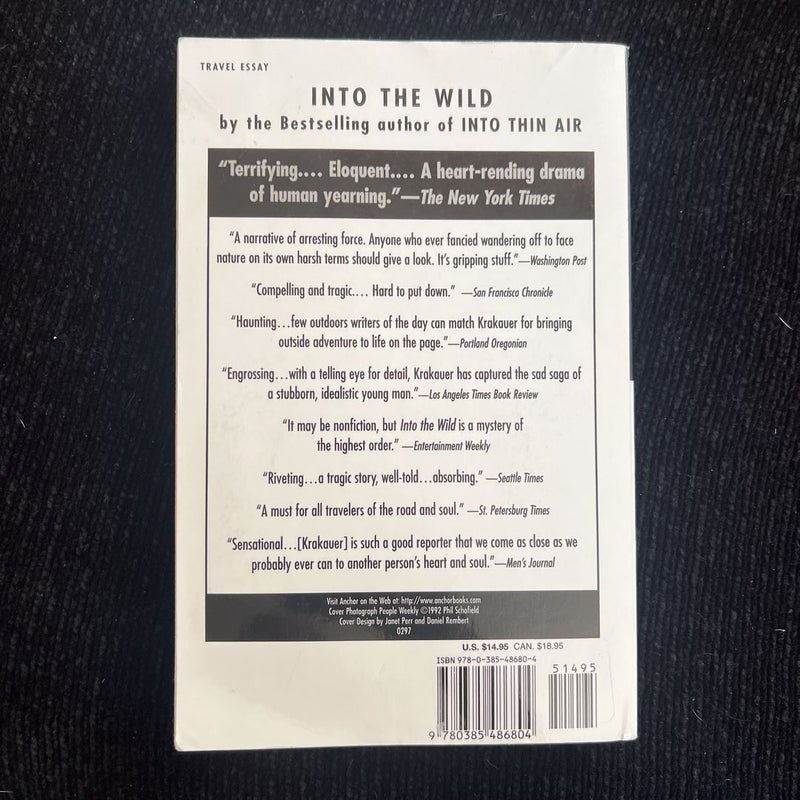 TRAVEL ESSAY
INTO THE WILD
by the Bestselling author of INTO THIN AIR
“Terrifying.... Eloquent.... A heart-rending drama
of human yearning.”—The New York Times
“A narrative of arresting force. Anyone who ever fancied wandering off to face
nature on its own harsh terms should give a look. It’s gripping stuff.”—Washington Post
“Compelling and tragic.... Hard to put down.” —San Francisco Chronicle
“Haunting...few outdoors writers of the day can match Krakauer for bringing
outside adventure to life on the page.”—Portland Oregonian
“Engrossing...with a telling eye for detail, Krakauer has captured the sad saga of
a stubborn, idealistic young man.”—Los Angeles Times Book Review
“It may be nonfiction, but Into the Wild is a mystery of
the highest order.” —Entertainment Weekly
“Riveting...a tragic story, well-told...absorbing.” —Seattle Times
“A must for all travelers of the road and soul.” —St. Petersburg Times
“Sensational...[Krakauer] is such a good reporter that we come as close as we
probably ever can to another person’s heart and soul.”—Men’s Journal
Visit Anchor on the Web at: http://www.anchorbooks.com
Cover Photograph People Weekly ©1992 Phil Schofield
Cover Design by Janet Perr and Daniel Rembert
0297
U.S. $14.95 CAN. $18.95
ISBN 978-0-385-48680-4
51495
9 780385 486804